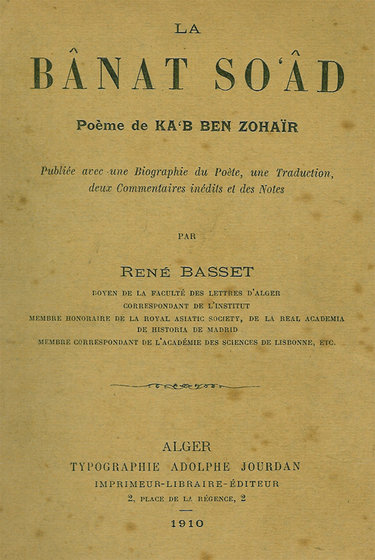 LA
BÂNAT SO'ÂD
Poème de KA'B BEN ZOHAÏR
Publiée avec une Biographie du Poète, une Traduction,
deux Commentaires inédits et des Notes
PAR
RENÉ BASSET
DOYEN DE LA FACULTÉ DES LETTRES D'ALGER
CORRESPONDANT DE L'INSTITUT
MEMBRE HONORAIRE DE LA ROYAL ASIATIC SOCIETY, DE LA REAL ACADEMIA
DE HISTORIA DE MADRID
MEMBRE CORRESPONDANT DE L'ACADÉMIE DES SCIENCES DE LISBONNE, ETC.
ALGER
TYPOGRAPHIE ADOLPHE JOURDAN
IMPRIMEUR-LIBRAIRE-ÉDITEUR
2, PLACE DE LA RÉGENCE, 2
1910